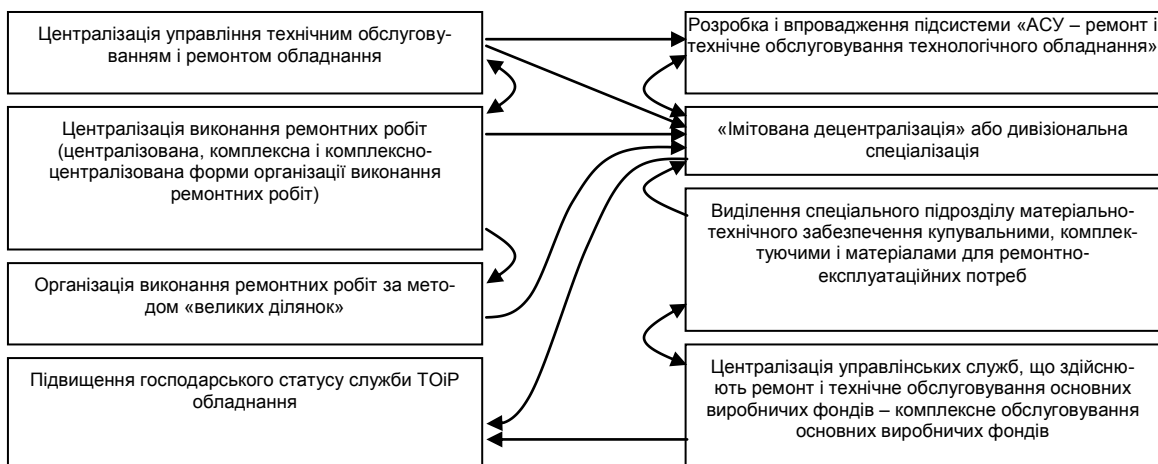 Централізація управління технічним обслугову-
ванням і ремонтом обладнання
Централізація виконання ремонтних робіт
(централізована, комплексна і комплексно-
централізована форми організації виконання
ремонтних робіт)
Організація виконання ремонтних робіт за мето-
дом «великих ділянок»
Підвищення господарського статусу служби ТОіР
обладнання
Розробка і впровадження підсистеми «АСУ – ремонт і
технічне обслуговування технологічного обладнання»
«Імітована децентралізація» або дивізіональна
спеціалізація
Виділення спеціального підрозділу матеріально-
технічного забезпечення купувальними, комплек-
туючими і матеріалами для ремонтно-
експлуатаційних потреб
Централізація управлінських служб, що здійсню-
ють ремонт і технічне обслуговування основних
виробничих фондів – комплексне обслуговування
основних виробничих фондів